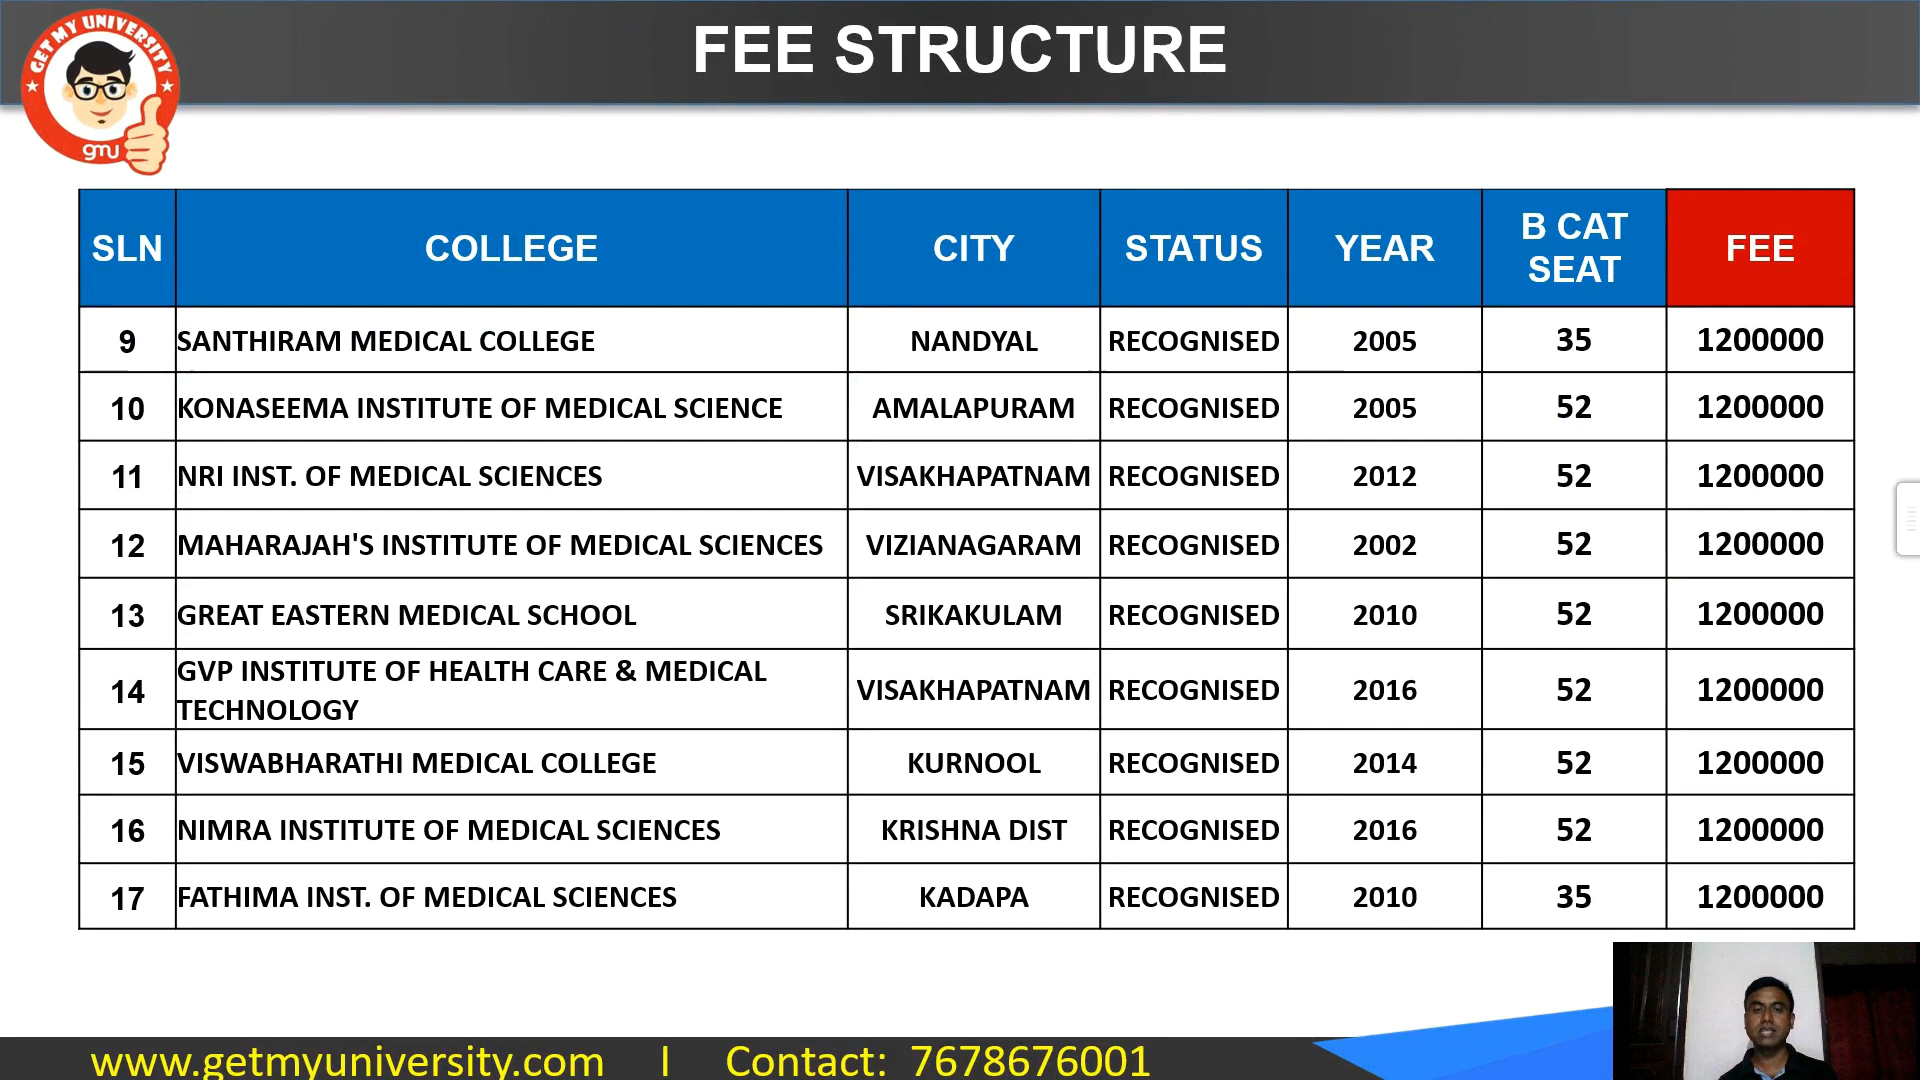 GET MY UNIVERSITY
gmu
FEE STRUCTURE
SLN COLLEGE CITY STATUS YEAR B CAT SEAT FEE
9 SANTHIRAM MEDICAL COLLEGE NANDYAL RECOGNISED 2005 35 1200000
10 KONASEEMA INSTITUTE OF MEDICAL SCIENCE AMALAPURAM RECOGNISED 2005 52 1200000
11 NRI INST. OF MEDICAL SCIENCES VISAKHAPATNAM RECOGNISED 2012 52 1200000
12 MAHARAJAH'S INSTITUTE OF MEDICAL SCIENCES VIZIANAGARAM RECOGNISED 2002 52 1200000
13 GREAT EASTERN MEDICAL SCHOOL SRIKAKULAM RECOGNISED 2010 52 1200000
14 GVP INSTITUTE OF HEALTH CARE & MEDICAL TECHNOLOGY VISAKHAPATNAM RECOGNISED 2016 52 1200000
15 VISWABHARATHI MEDICAL COLLEGE KURNOOL RECOGNISED 2014 52 1200000
16 NIMRA INSTITUTE OF MEDICAL SCIENCES KRISHNA DIST RECOGNISED 2016 52 1200000
17 FATHIMA INST. OF MEDICAL SCIENCES KADAPA RECOGNISED 2010 35 1200000
www.getmyuniversity.com I Contact: 7678676001